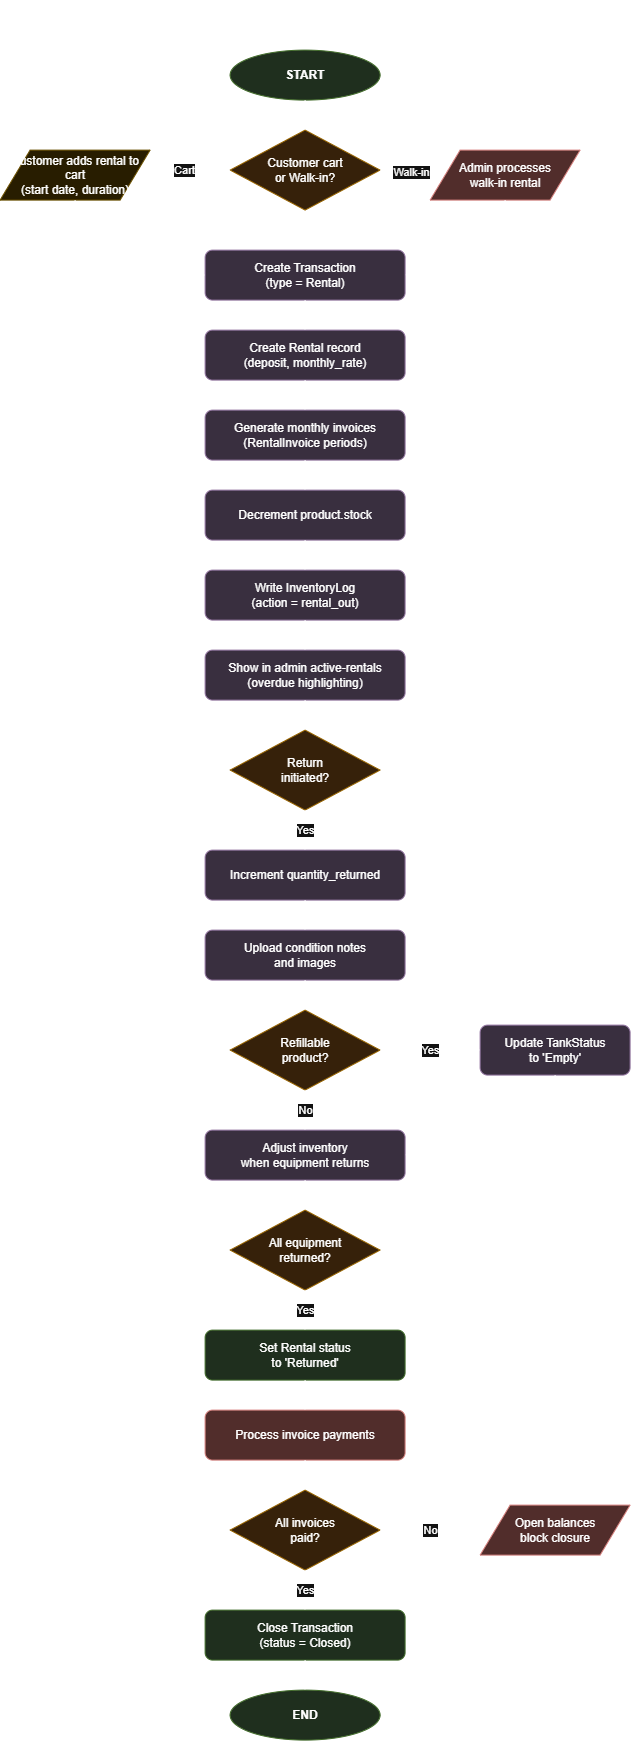 START
Customer cart
or Walk-in?
Cart
Walk-in
ustomer adds rental to
cart
(start date, duration)
Admin processes
walk-in rental
Create Transaction
(type = Rental)
Create Rental record
(deposit, monthly_rate)
Generate monthly invoices
(RentalInvoice periods)
Decrement product.stock
Write InventoryLog
(action = rental_out)
Show in admin active-rentals
(overdue highlighting)
Return
initiated?
Yes
Increment quantity_returned
Upload condition notes
and images
Refillable
product?
Yes
Update TankStatus
to 'Empty'
No
Adjust inventory
when equipment returns
All equipment
returned?
Yes
Set Rental status
to 'Returned'
Process invoice payments
All invoices
paid?
No
Open balances
block closure
Yes
Close Transaction
(status = Closed)
END